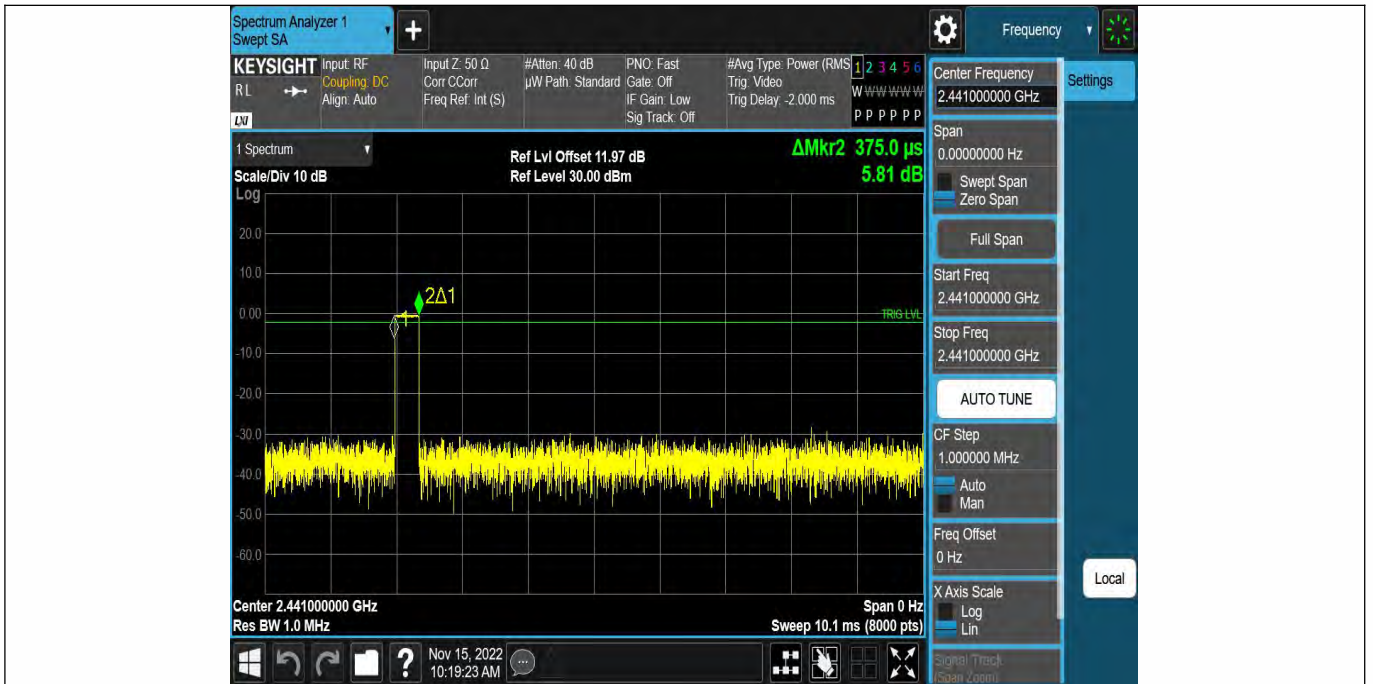 Spectrum Analyzer 1
Swept SA
+
Frequency
KEYSIGHT
RL
LXI
Input: RF
Coupling: DC
Align: Auto
Input Z: 50 Ω
Corr CCorr
Freq Ref: Int (S)
#Atten: 40 dB
µW Path: Standard
PNO: Fast
Gate: Off
IF Gain: Low
Sig Track: Off
#Avg Type: Power (RMS
Trig: Video
Trig Delay: -2.000 ms
1 2 3 4 5 6
W W W W W W
P P P P P P
1 Spectrum
Scale/Div 10 dB
Ref Lvl Offset 11.97 dB
Ref Level 30.00 dBm
ΔMkr2 375.0 µs
5.81 dB
Log
20.0
10.0
0.00
-10.0
-20.0
-30.0
-40.0
-50.0
-60.0
2Δ1
1
TRIG LVL
Center 2.441000000 GHz
Res BW 1.0 MHz
Span 0 Hz
Sweep 10.1 ms (8000 pts)
Center Frequency
2.441000000 GHz
Settings
Span
0.00000000 Hz
Swept Span
Zero Span
Full Span
Start Freq
2.441000000 GHz
Stop Freq
2.441000000 GHz
AUTO TUNE
CF Step
1.000000 MHz
Auto
Man
Freq Offset
0 Hz
X Axis Scale
Log
Lin
Signal Track
(Span Zoom)
Local
?
Nov 15, 2022
10:19:23 AM